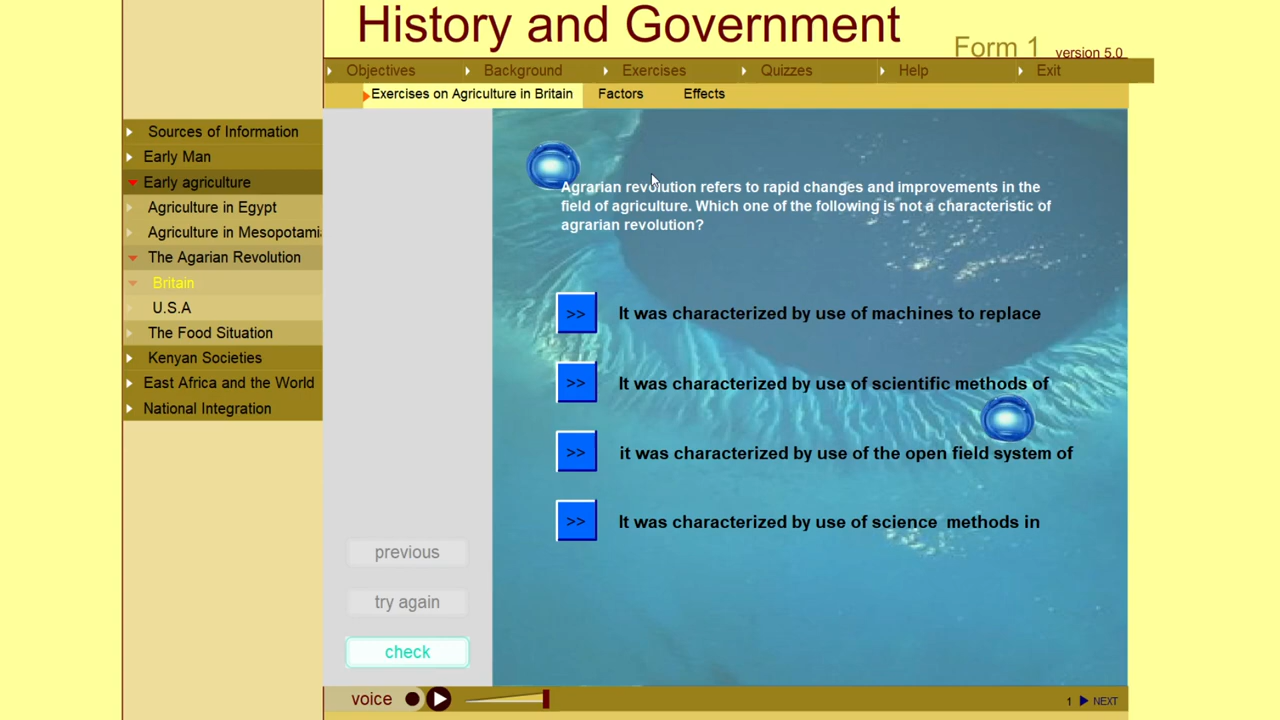 History and Government
Form 1 version 5.0
Objectives Background Exercises Quizzes Help Exit
Exercises on Agriculture in Britain Factors Effects
Sources of Information
Early Man
Early agriculture
Agriculture in Egypt
Agriculture in Mesopotami
The Agarian Revolution
Britain
U.S.A
The Food Situation
Kenyan Societies
East Africa and the World
National Integration
Agrarian revolution refers to rapid changes and improvements in the
field of agriculture. Which one of the following is not a characteristic of
agrarian revolution?
>> It was characterized by use of machines to replace
>> It was characterized by use of scientific methods of
>> it was characterized by use of the open field system of
>> It was characterized by use of science methods in
previous
try again
check
voice
1 NEXT